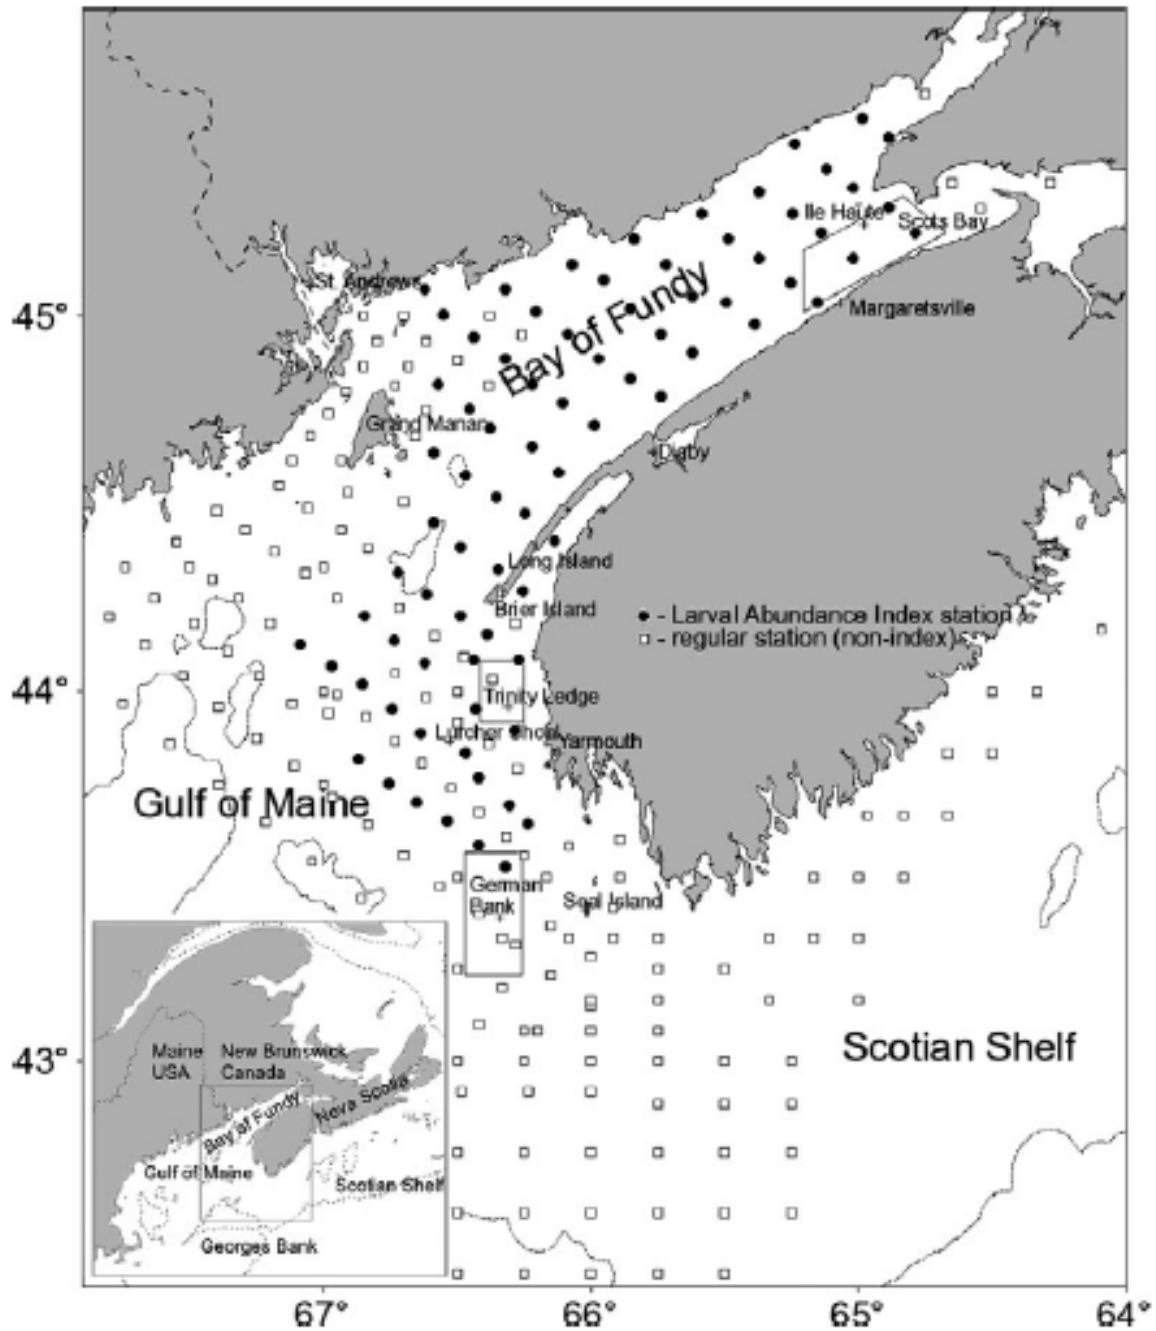 Ile Haute
Scots Bay
St. Andrews
45°
Margaretsville
Bay of Fundy
Grand Manan
Digby
Long Island
Brier Island
- Larval Abundance Index station
- regular station (non-index)
44°
Trinity Ledge
Lurcher Shoal
Yarmouth
Gulf of Maine
German
Bank
Seal Island
43°
Scotian Shelf
Maine
USA
New Brunswick
Canada
Bay of Fundy
Nova Scotia
Gulf of Maine
Scotian Shelf
Georges Bank
67°
66°
65°
64°